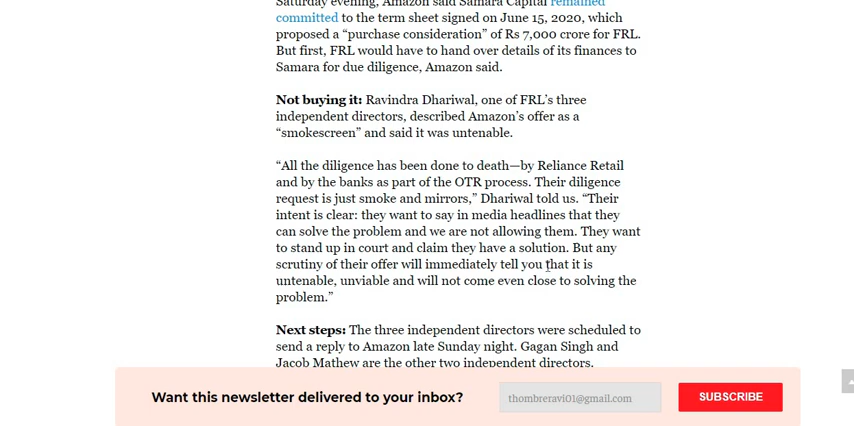 Saturday evening, Amazon said Samara Capital remained
committed to the term sheet signed on June 15, 2020, which
proposed a “purchase consideration” of Rs 7,000 crore for FRL.
But first, FRL would have to hand over details of its finances to
Samara for due diligence, Amazon said.
Not buying it: Ravindra Dhariwal, one of FRL’s three
independent directors, described Amazon’s offer as a
“smokescreen” and said it was untenable.
“All the diligence has been done to death—by Reliance Retail
and by the banks as part of the OTR process. Their diligence
request is just smoke and mirrors,” Dhariwal told us. “Their
intent is clear: they want to say in media headlines that they
can solve the problem and we are not allowing them. They want
to stand up in court and claim they have a solution. But any
scrutiny of their offer will immediately tell you that it is
untenable, unviable and will not come even close to solving the
problem.”
Next steps: The three independent directors were scheduled to
send a reply to Amazon late Sunday night. Gagan Singh and
Jacob Mathew are the other two independent directors.
Want this newsletter delivered to your inbox?
thombreravi01@gmail.com
SUBSCRIBE